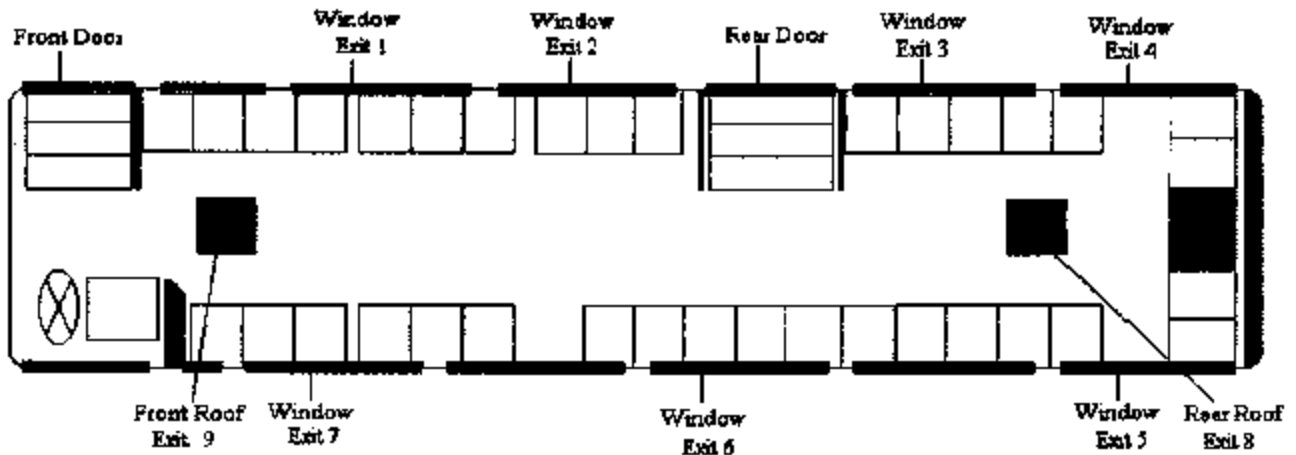 Front Door
Window
Exit 1
Window
Exit 2
Rear Door
Window
Exit 3
Window
Exit 4
Front Roof
Exit 9
Window
Exit 7
Window
Exit 6
Window
Exit 5
Rear Roof
Exit 8